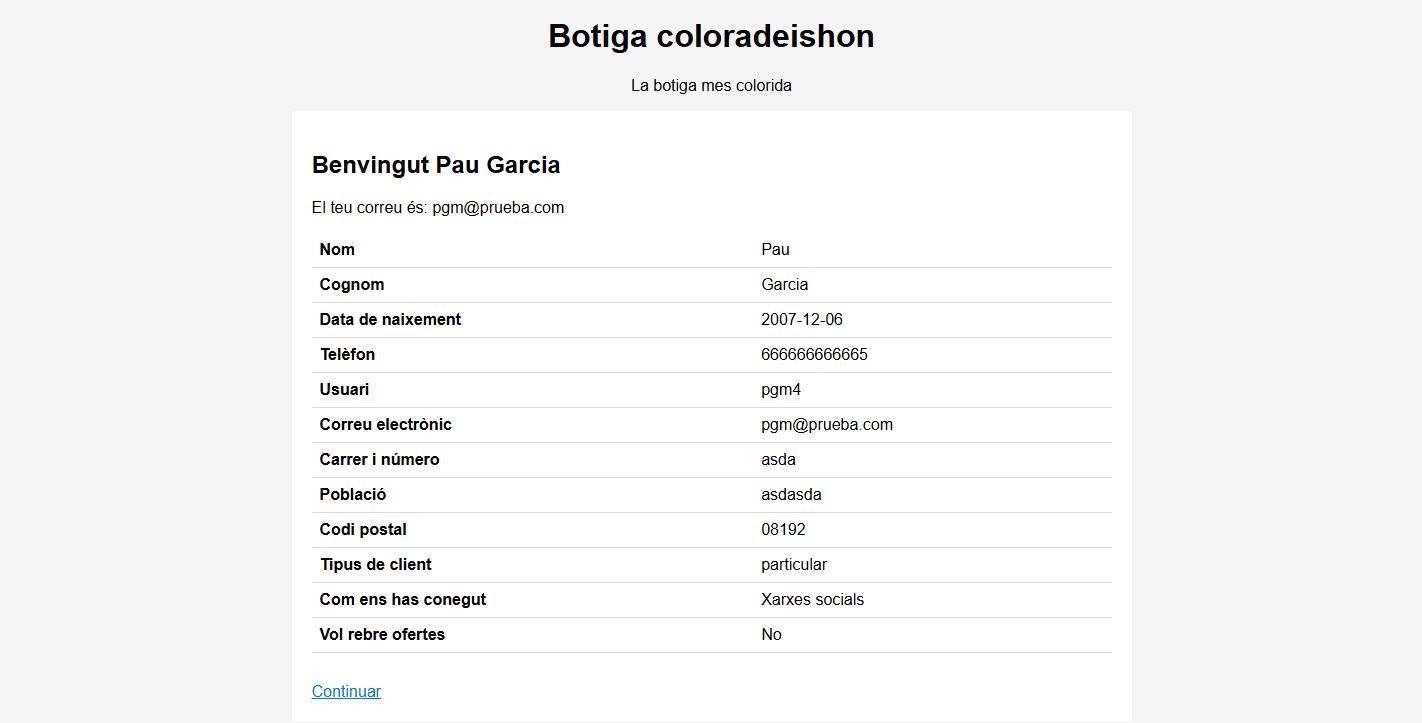 Botiga coloradeishon
La botiga mes colorida
Benvingut Pau Garcia
El teu correu és: pgm@prueba.com
Nom Pau
Cognom Garcia
Data de naixement 2007-12-06
Telèfon 666666666665
Usuari pgm4
Correu electrònic pgm@prueba.com
Carrer i número asda
Població asdasda
Codi postal 08192
Tipus de client particular
Com ens has conegut Xarxes socials
Vol rebre ofertes No
Continuar